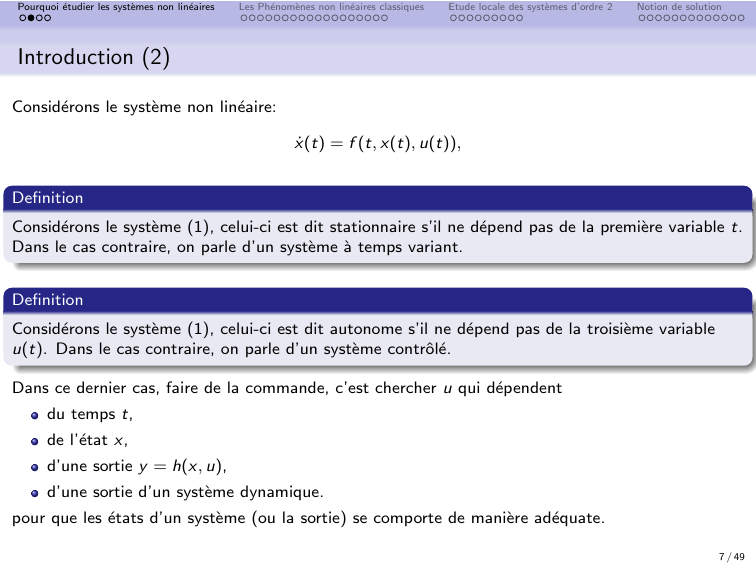 Pourquoi étudier les systèmes non linéaires Les Phénomènes non linéaires classiques Etude locale des systèmes d'ordre 2 Notion de solution
Introduction (2)
Considérons le système non linéaire:
ẋ(t) = f(t, x(t), u(t)),
Definition
Considérons le système (1), celui-ci est dit stationnaire s'il ne dépend pas de la première variable t.
Dans le cas contraire, on parle d'un système à temps variant.
Definition
Considérons le système (1), celui-ci est dit autonome s'il ne dépend pas de la troisième variable
u(t). Dans le cas contraire, on parle d'un système contrôlé.
Dans ce dernier cas, faire de la commande, c'est chercher u qui dépendent
du temps t,
de l'état x,
d'une sortie y = h(x, u),
d'une sortie d'un système dynamique.
pour que les états d'un système (ou la sortie) se comporte de manière adéquate.
7 / 49